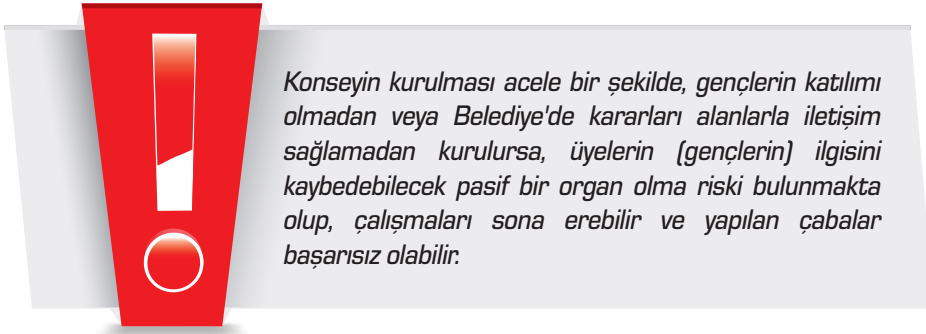 Konseyin kurulması acele bir şekilde, gençlerin katılımı
olmadan veya Belediye'de kararları alanlarla iletişim
sağlamadan kurulursa, üyelerin (gençlerin) ilgisini
kaybedebilecek pasif bir organ olma riski bulunmakta
olup, çalışmaları sona erebilir ve yapılan çabalar
başarısız olabilir.